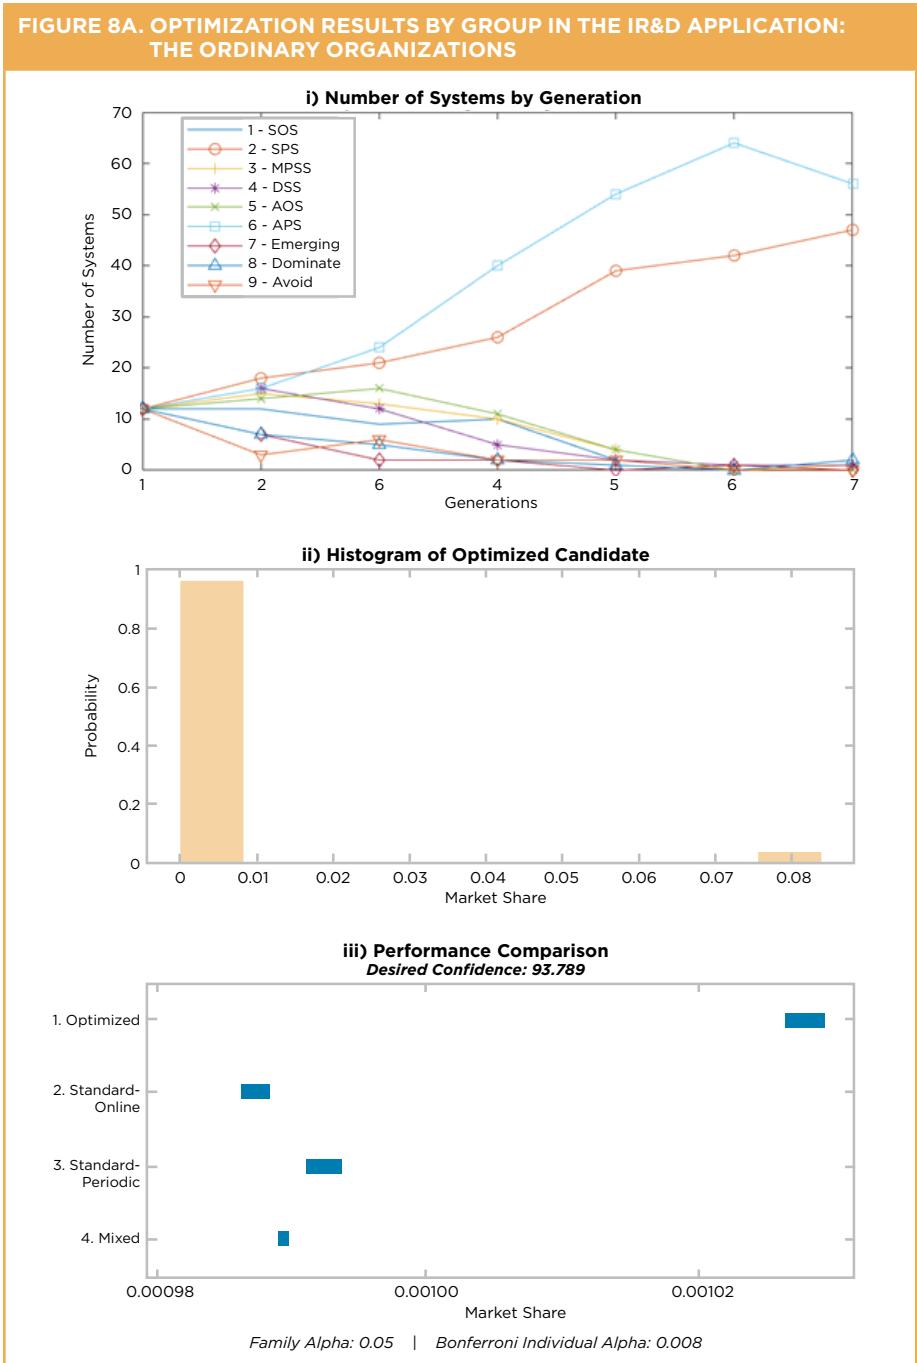 FIGURE 8A. OPTIMIZATION RESULTS BY GROUP IN THE IR&D APPLICATION:
THE ORDINARY ORGANIZATIONS
i) Number of Systems by Generation
70
60
50
40
30
20
10
0
Number of Systems
1 - SOS
2 - SPS
3 - MPSS
4 - DSS
5 - AOS
6 - APS
7 - Emerging
8 - Dominate
9 - Avoid
1 2 6 4 5 6 7
Generations
ii) Histogram of Optimized Candidate
1
0.8
0.6
0.4
0.2
0
Probability
0 0.01 0.02 0.03 0.04 0.05 0.06 0.07 0.08
Market Share
iii) Performance Comparison
Desired Confidence: 93.789
1. Optimized
2. Standard-
Online
3. Standard-
Periodic
4. Mixed
0.00098 0.00100 0.00102
Market Share
Family Alpha: 0.05 | Bonferroni Individual Alpha: 0.008